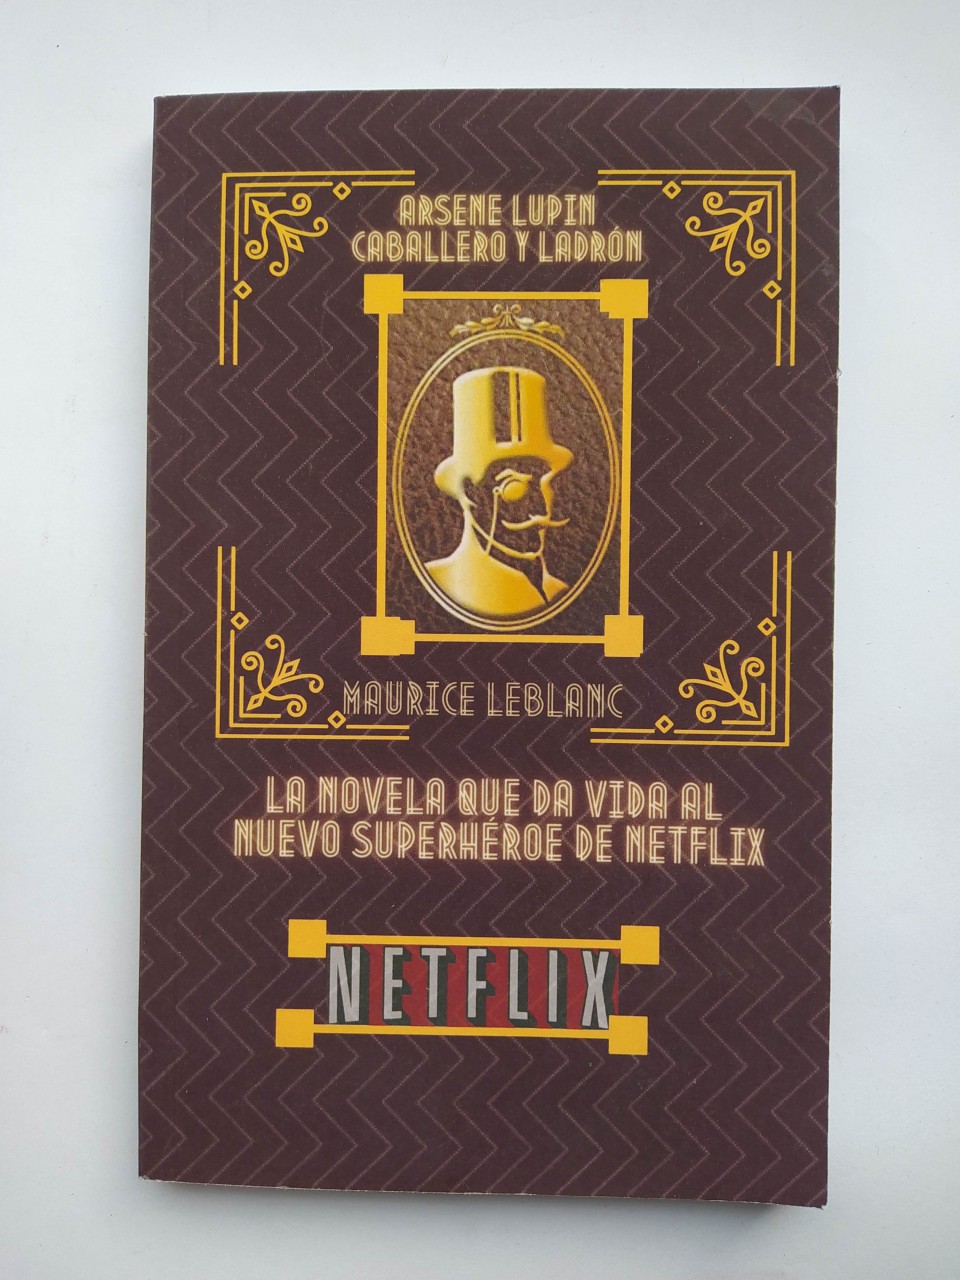 ARSENE LUPIN
CABALLERO Y LADRÓN
MAURICE LEBLANC
LA NOVELA QUE DA VIDA AL
NUEVO SUPERHÉROE DE NETFLIX
NETFLIX